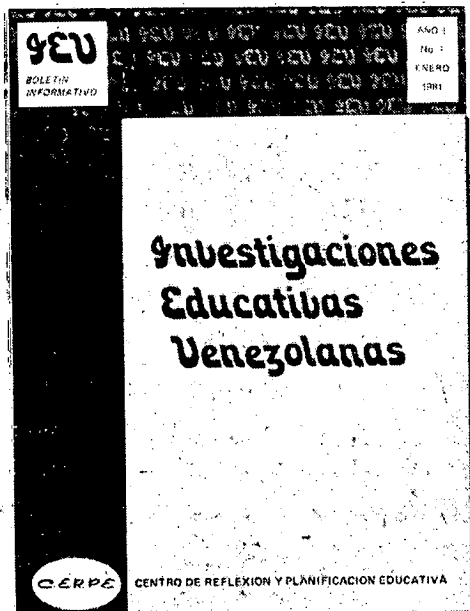 IEV
BOLETIN
INFORMATIVO
AÑO I
No. 1
ENERO
1981
Investigaciones
Educativas
Venezolanas
CERPE
CENTRO DE REFLEXION Y PLANIFICACION EDUCATIVA